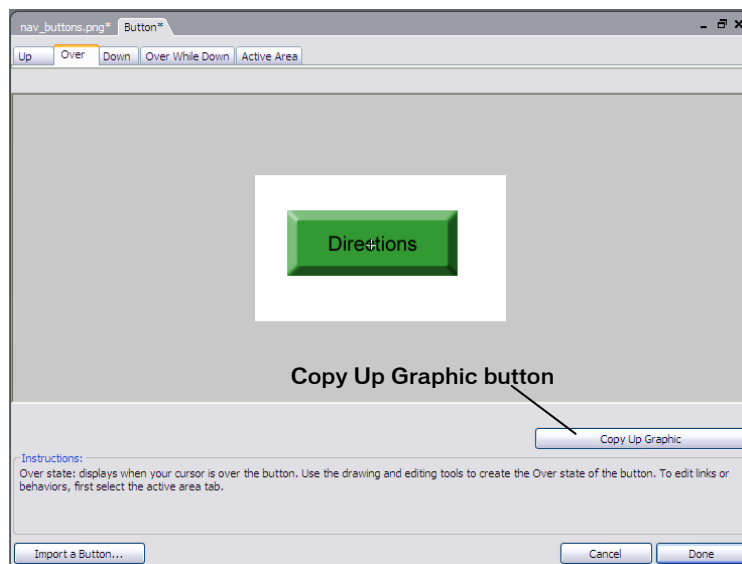 nav_buttons.png* Button*
Up Over Down Over While Down Active Area
Directions
Copy Up Graphic button
Copy Up Graphic
Instructions:
Over state: displays when your cursor is over the button. Use the drawing and editing tools to create the Over state of the button. To edit links or
behaviors, first select the active area tab.
Import a Button... Cancel Done